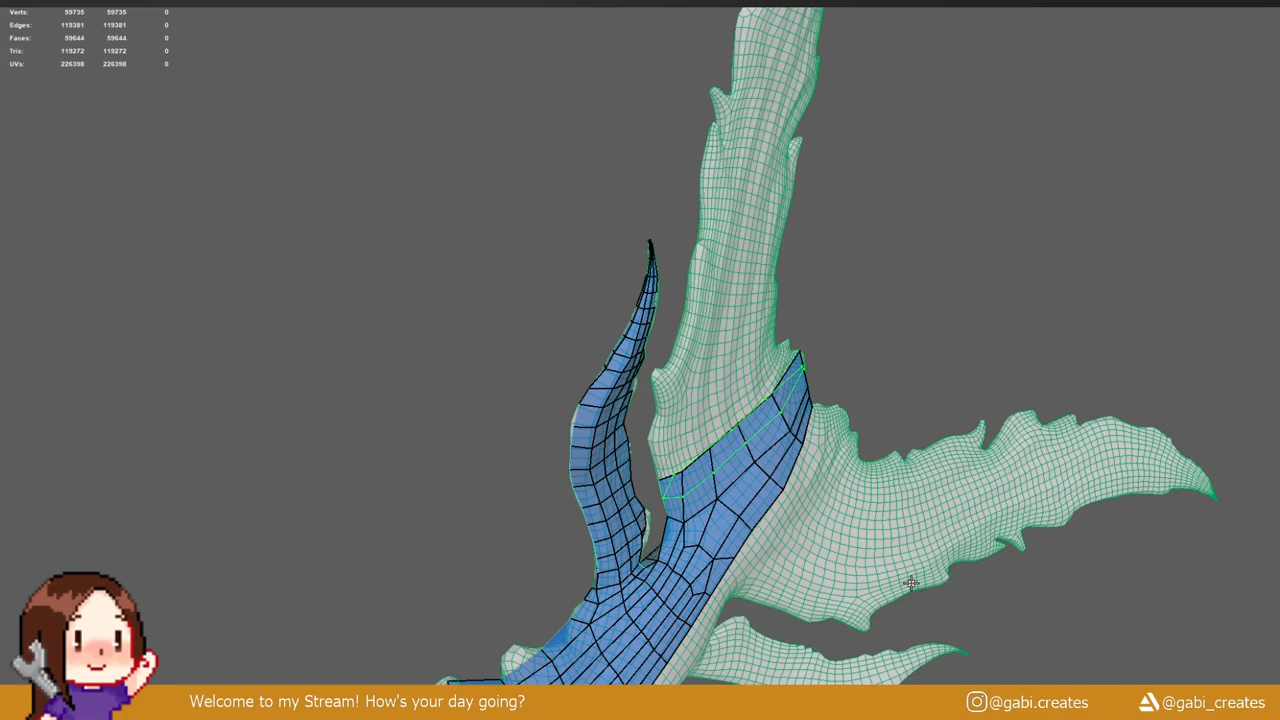 Verts: 59735 59735 0
Edges: 119381 119381 0
Faces: 59644 59644 0
Tris: 119272 119272 0
UVs: 226398 226398 0
Welcome to my Stream! How's your day going?
@gabi.creates
@gabi_creates